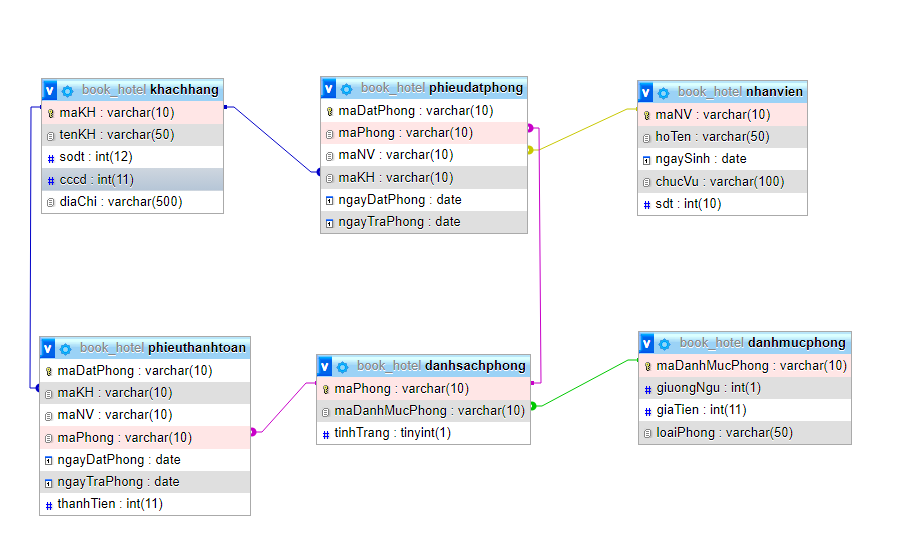 v book_hotel khachhang
maKH : varchar(10)
tenKH : varchar(50)
# sodt : int(12)
# cccd : int(11)
diaChi : varchar(500)
v book_hotel phieudatphong
maDatPhong : varchar(10)
maPhong : varchar(10)
maNV : varchar(10)
maKH : varchar(10)
ngayDatPhong : date
ngayTraPhong : date
v book_hotel nhanvien
maNV : varchar(10)
hoTen : varchar(50)
ngaySinh : date
chucVu : varchar(100)
# sdt : int(10)
v book_hotel phieuthanhtoan
maDatPhong : varchar(10)
maKH : varchar(10)
maNV : varchar(10)
maPhong : varchar(10)
ngayDatPhong : date
ngayTraPhong : date
# thanhTien : int(11)
v book_hotel danhsachphong
maPhong : varchar(10)
maDanhMucPhong : varchar(10)
# tinhTrang : tinyint(1)
v book_hotel danhmucphong
maDanhMucPhong : varchar(10)
# giuongNgu : int(1)
# giaTien : int(11)
loaiPhong : varchar(50)